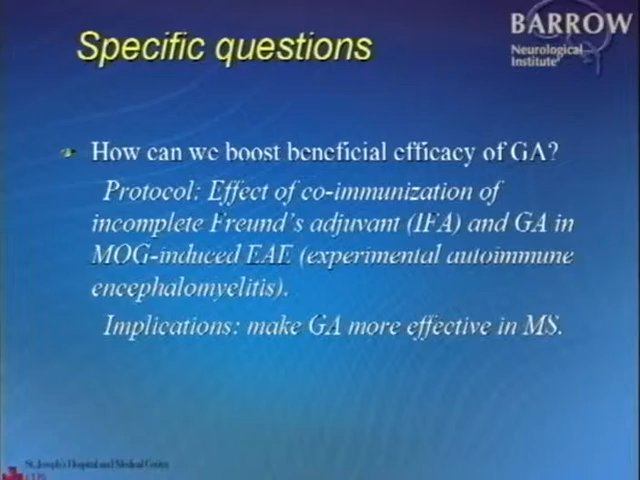 Specific questions
BARROW
Neurological
Institute
How can we boost beneficial efficacy of GA?
Protocol: Effect of co-immunization of
incomplete Freund's adjuvant (IFA) and GA in
MOG-induced EAE (experimental autoimmune
encephalomyelitis).
Implications: make GA more effective in MS.
St. Joseph's Hospital and Medical Center